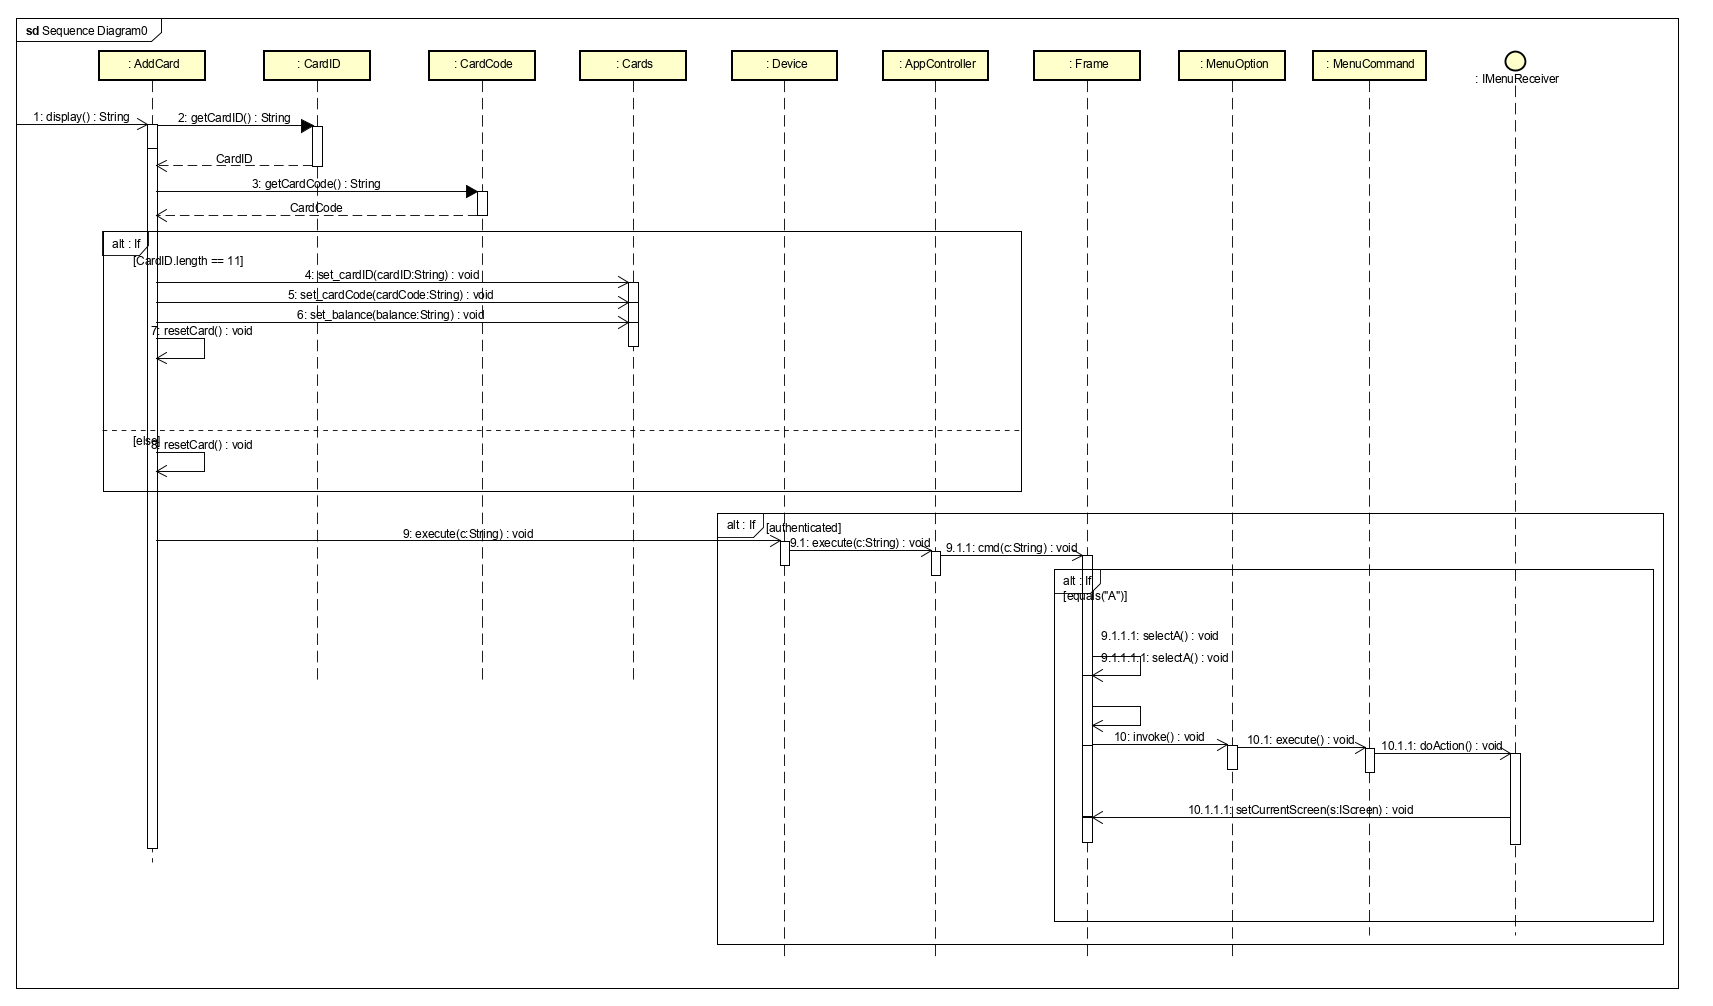 sd Sequence Diagram0
: AddCard
: CardID
: CardCode
: Cards
: Device
: AppController
: Frame
: MenuOption
: MenuCommand
: IMenuReceiver
1: display() : String
2: getCardID() : String
CardID
3: getCardCode() : String
CardCode
alt : If
[CardID.length == 11]
4: set_cardID(cardID:String) : void
5: set_cardCode(cardCode:String) : void
6: set_balance(balance:String) : void
7: resetCard() : void
[else]
8: resetCard() : void
alt : If
[authenticated]
9: execute(c:String) : void
9.1: execute(c:String) : void
9.1.1: cmd(c:String) : void
alt : If
[equals("A")]
9.1.1.1: selectA() : void
9.1.1.1.1: selectA() : void
10: invoke() : void
10.1: execute() : void
10.1.1: doAction() : void
10.1.1.1: setCurrentScreen(s:IScreen) : void